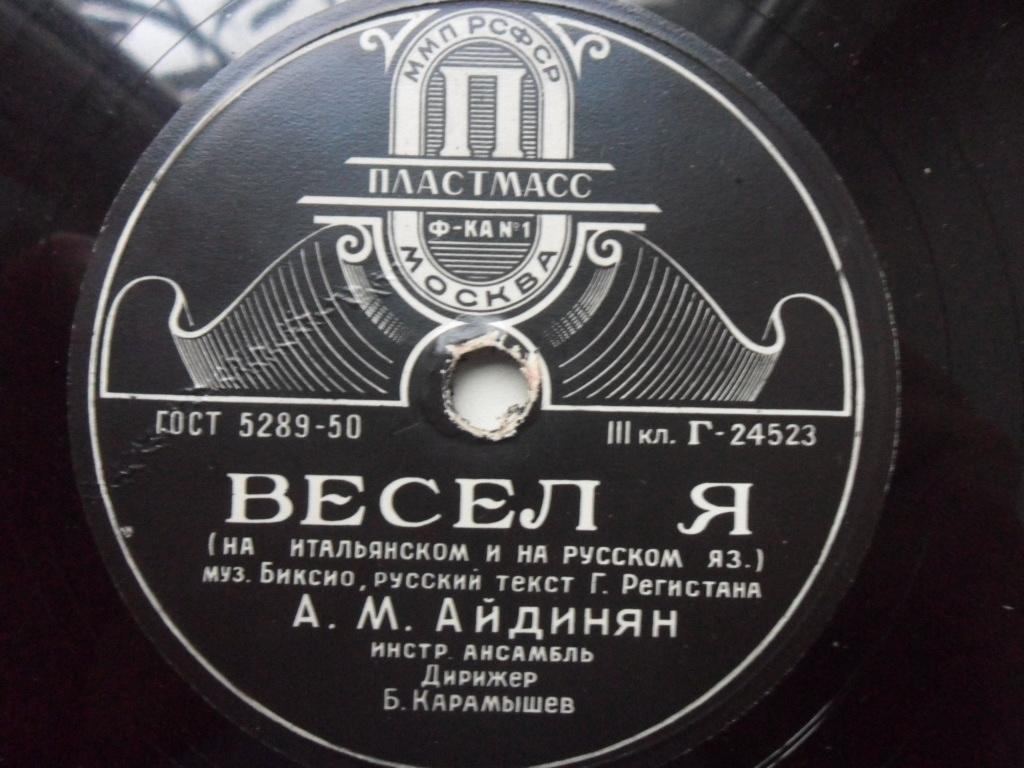 ММП РСФСР
П
ПЛАСТМАСС
Ф-КА №1
МОСКВА
ГОСТ 5289-50
III кл. Г-24523
ВЕСЕЛ Я
(НА ИТАЛЬЯНСКОМ И НА РУССКОМ ЯЗ.)
муз. Биксио, русский текст Г. Регистана
А. М. АЙДИНЯН
ИНСТР. АНСАМБЛЬ
Дирижер
Б. Карамышев